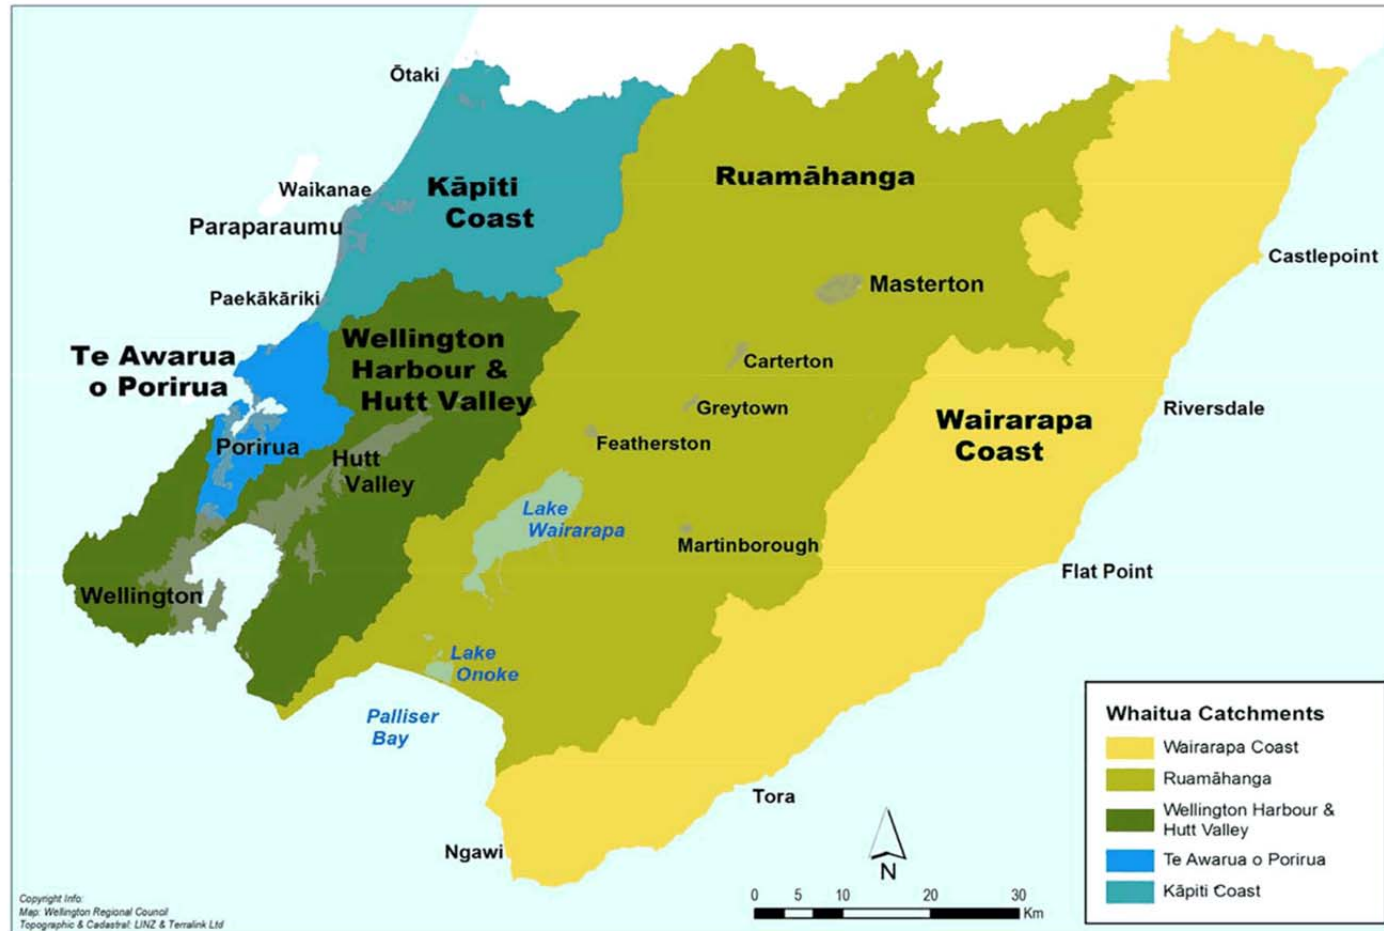 Ōtaki
Waikanae
Kāpiti
Coast
Ruamāhanga
Paraparaumu
Castlepoint
Masterton
Paekākāriki
Te Awarua
o Porirua
Wellington
Harbour &
Hutt Valley
Carterton
Greytown
Riversdale
Wairarapa
Coast
Featherston
Porirua
Hutt
Valley
Lake
Wairarapa
Martinborough
Flat Point
Wellington
Lake
Onoke
Palliser
Bay
Tora
Ngawi
N
0 5 10 20 30
Km
Whaitua Catchments
Wairarapa Coast
Ruamāhanga
Wellington Harbour &
Hutt Valley
Te Awarua o Porirua
Kāpiti Coast
Copyright Info:
Map: Wellington Regional Council
Topographic & Cadastral: LINZ & Terralink Ltd